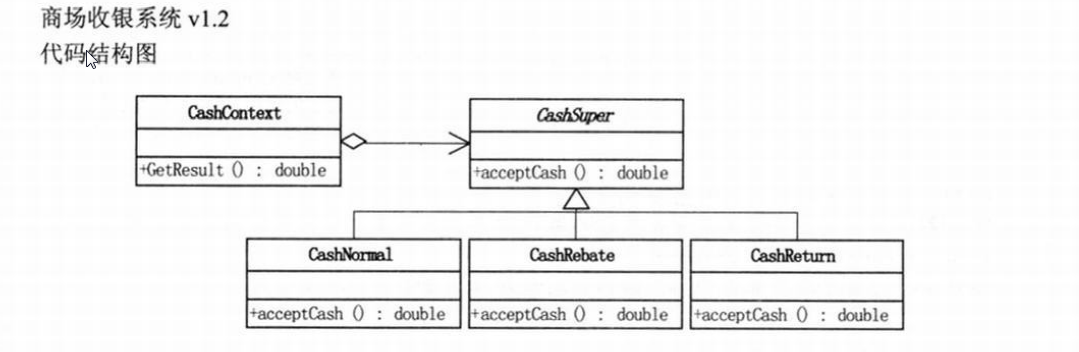 商场收银系统 v1.2
代码结构图
CashContext
+GetResult () : double
CashSuper
+acceptCash () : double
CashNormal
+acceptCash () : double
CashRebate
+acceptCash () : double
CashReturn
+acceptCash () : double